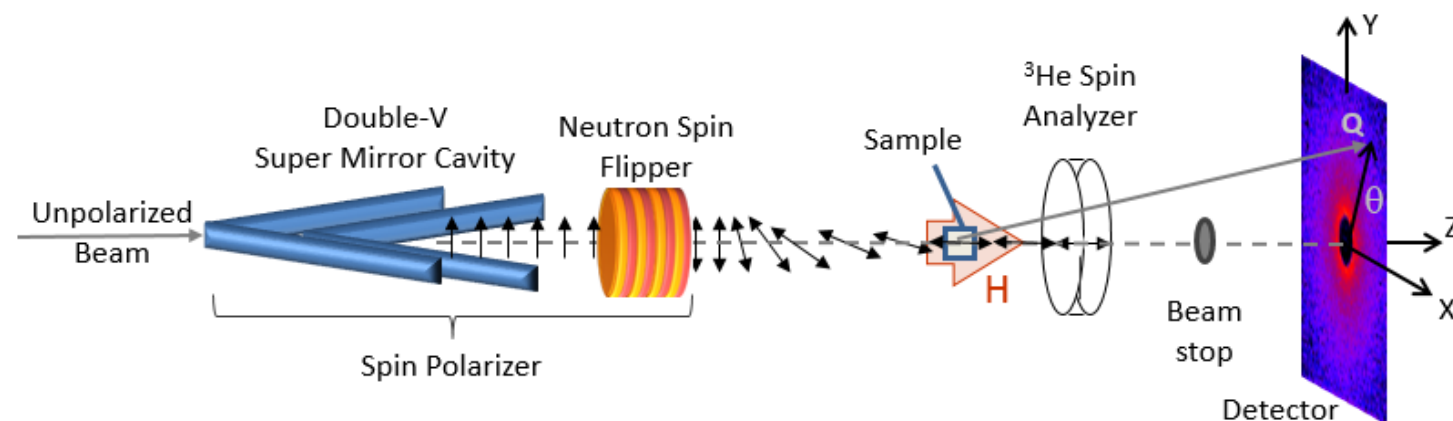 Unpolarized
Beam
Double-V
Super Mirror Cavity
Spin Polarizer
Neutron Spin
Flipper
Sample
H
³He Spin
Analyzer
Beam
stop
Q
θ
Y
Z
X
Detector